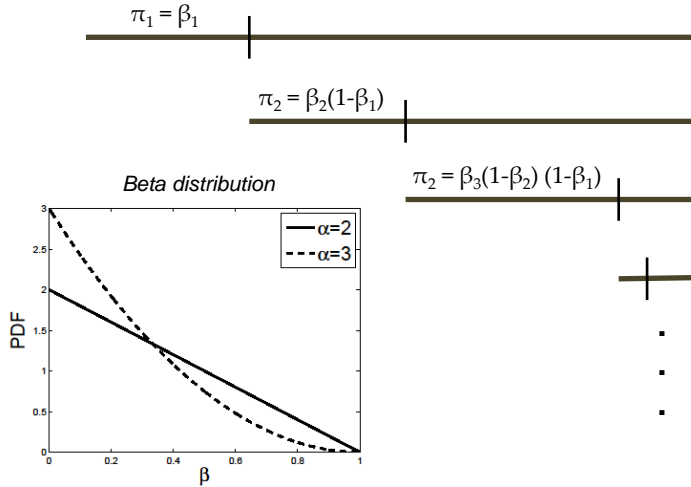 π₁ = β₁
π₂ = β₂(1-β₁)
π₂ = β₃(1-β₂) (1-β₁)
Beta distribution
3
2.5
2
1.5
1
0.5
0
PDF
α=2
α=3
0 0.2 0.4 0.6 0.8 1
β